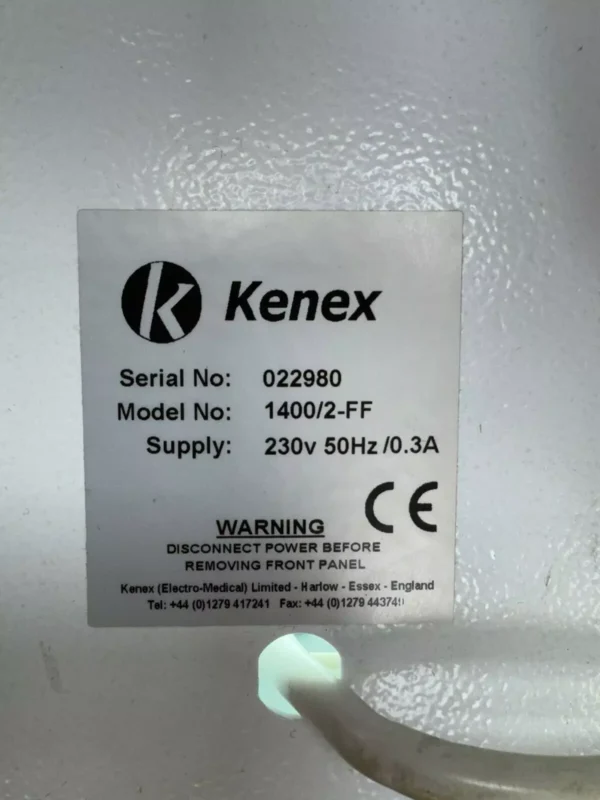 Kenex
Serial No: 022980
Model No: 1400/2-FF
Supply: 230v 50Hz /0.3A
CE
WARNING
DISCONNECT POWER BEFORE
REMOVING FRONT PANEL
Kenex (Electro-Medical) Limited - Harlow - Essex - England
Tel: +44 (0)1279 417241 Fax: +44 (0)1279 443749